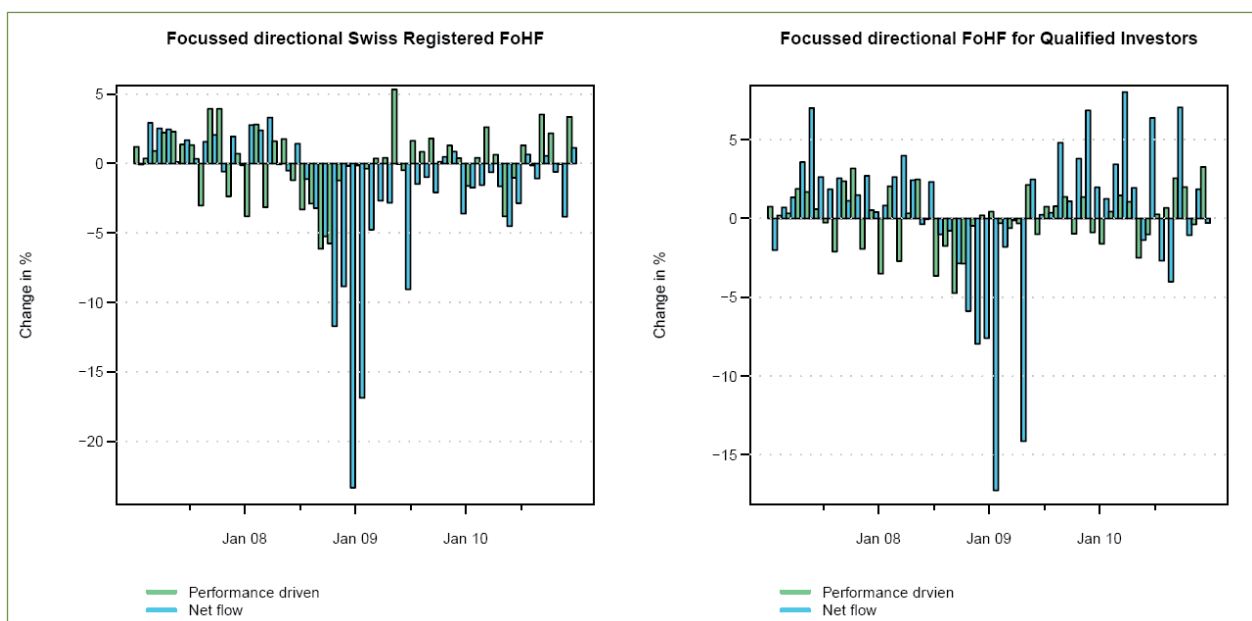 Focussed directional Swiss Registered FoHF
5
0
−5
−10
−15
−20
Change in %
Jan 08
Jan 09
Jan 10
Performance driven
Net flow
Focussed directional FoHF for Qualified Investors
5
0
−5
−10
−15
Change in %
Jan 08
Jan 09
Jan 10
Performance drvien
Net flow